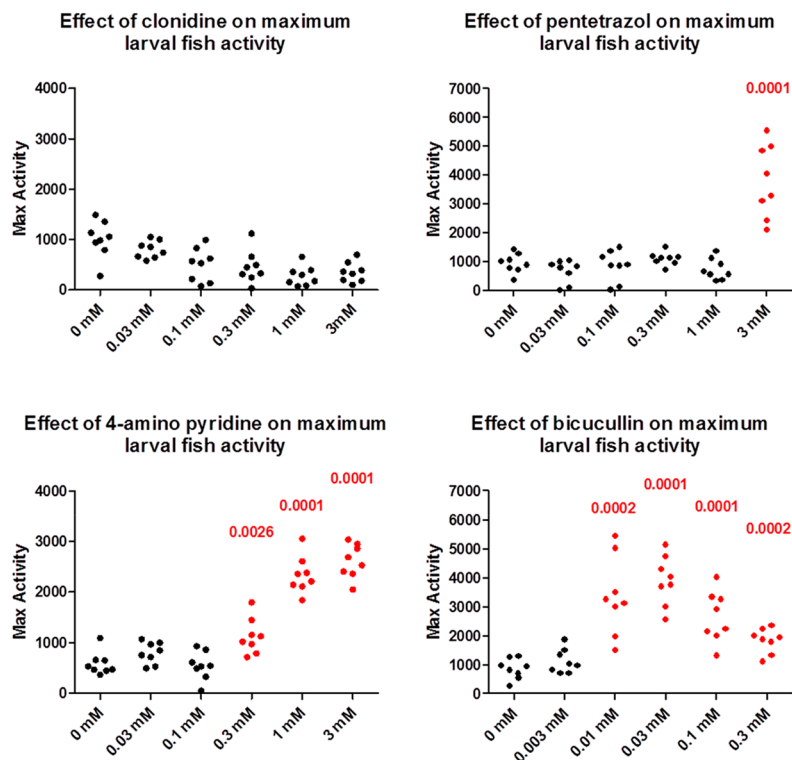 Effect of clonidine on maximum
larval fish activity
4000
3000
2000
1000
0
Max Activity
0 mM
0.03 mM
0.1 mM
0.3 mM
1 mM
3mM
Effect of pentetrazol on maximum
larval fish activity
7000
6000
5000
4000
3000
2000
1000
0
Max Activity
0.0001
0 mM
0.03 mM
0.1 mM
0.3 mM
1 mM
3 mM
Effect of 4-amino pyridine on maximum
larval fish activity
4000
3000
2000
1000
0
Max Activity
0.0026
0.0001
0.0001
0 mM
0.03 mM
0.1 mM
0.3 mM
1 mM
3 mM
Effect of bicucullin on maximum
larval fish activity
7000
6000
5000
4000
3000
2000
1000
0
Max Activity
0.0002
0.0001
0.0001
0.0002
0 mM
0.003 mM
0.01 mM
0.03 mM
0.1 mM
0.3 mM